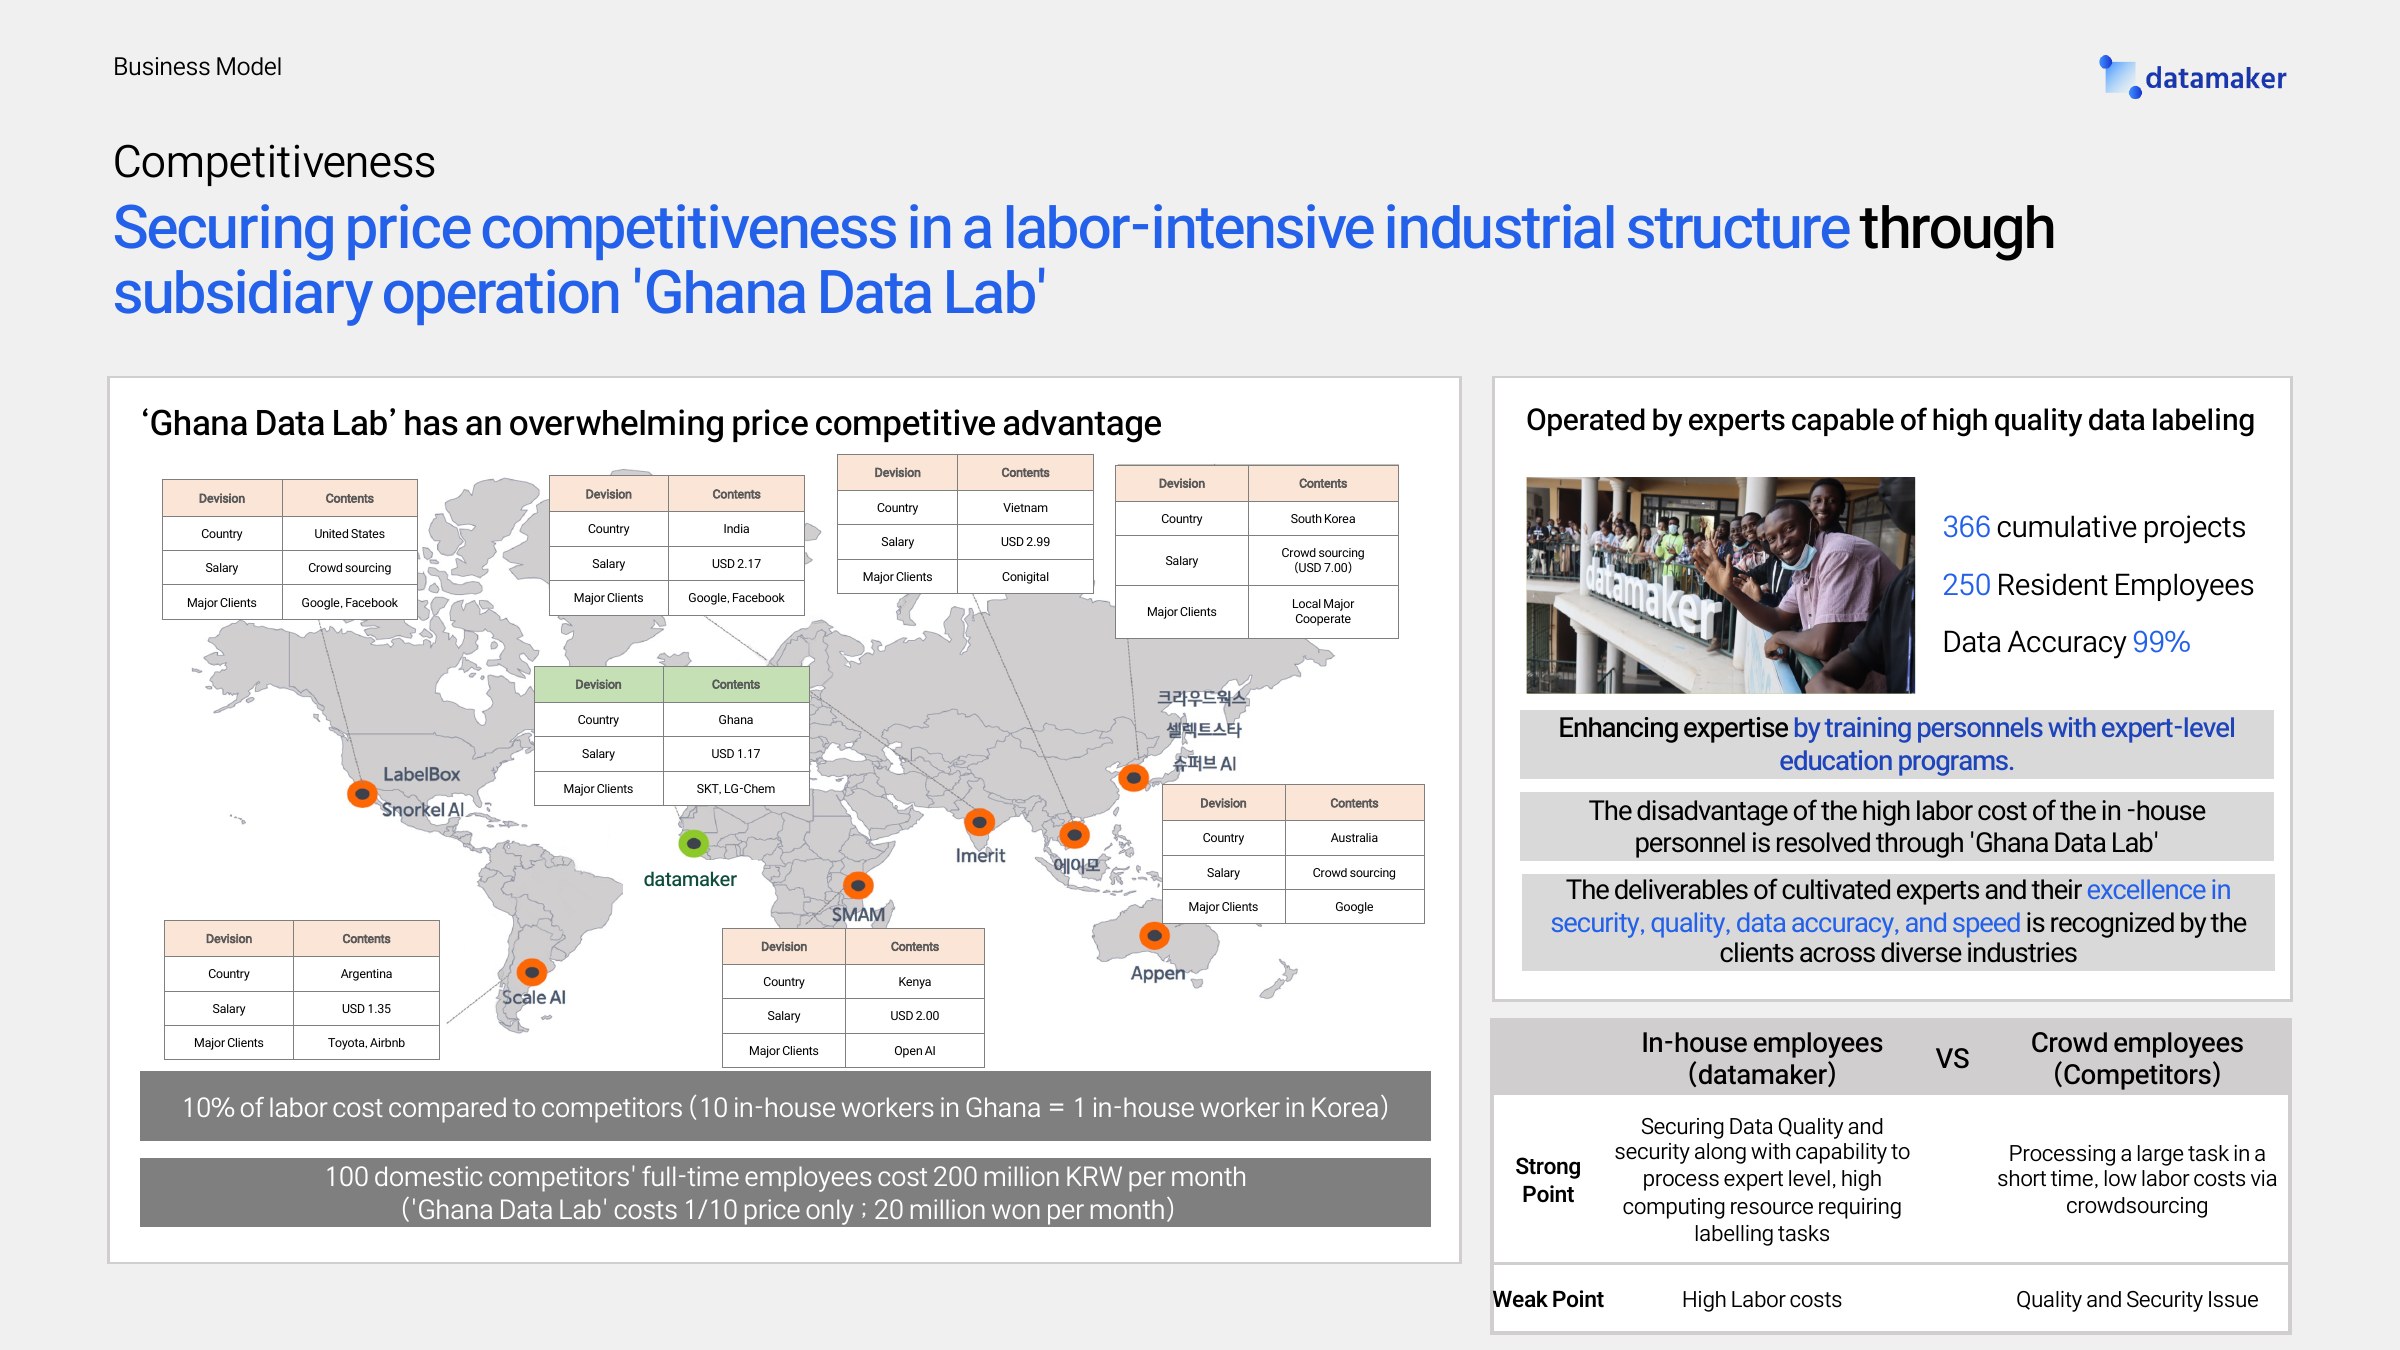 Business Model
datamaker
Competitiveness
Securing price competitiveness in a labor-intensive industrial structure through
subsidiary operation 'Ghana Data Lab'
‘Ghana Data Lab’ has an overwhelming price competitive advantage
Devision Contents
Country United States
Salary Crowd sourcing
Major Clients Google, Facebook
Devision Contents
Country India
Salary USD 2.17
Major Clients Google, Facebook
Devision Contents
Country Vietnam
Salary USD 2.99
Major Clients Conigital
Devision Contents
Country South Korea
Salary Crowd sourcing
(USD 7.00)
Major Clients Local Major
Cooperate
Devision Contents
Country Ghana
Salary USD 1.17
Major Clients SKT, LG-Chem
크라우드웍스
셀렉트스타
슈퍼브 AI
LabelBox
Snorkel AI
Devision Contents
Country Australia
Salary Crowd sourcing
Major Clients Google
datamaker
Imerit
에이모
SMAM
Appen
Scale AI
Devision Contents
Country Argentina
Salary USD 1.35
Major Clients Toyota, Airbnb
Devision Contents
Country Kenya
Salary USD 2.00
Major Clients Open AI
10% of labor cost compared to competitors (10 in-house workers in Ghana = 1 in-house worker in Korea)
100 domestic competitors' full-time employees cost 200 million KRW per month
('Ghana Data Lab' costs 1/10 price only ; 20 million won per month)
Operated by experts capable of high quality data labeling
datamaker
366 cumulative projects
250 Resident Employees
Data Accuracy 99%
Enhancing expertise by training personnels with expert-level
education programs.
The disadvantage of the high labor cost of the in -house
personnel is resolved through 'Ghana Data Lab'
The deliverables of cultivated experts and their excellence in
security, quality, data accuracy, and speed is recognized by the
clients across diverse industries
In-house employees
(datamaker)
VS
Crowd employees
(Competitors)
Strong
Point
Securing Data Quality and
security along with capability to
process expert level, high
computing resource requiring
labelling tasks
Processing a large task in a
short time, low labor costs via
crowdsourcing
Weak Point
High Labor costs
Quality and Security Issue